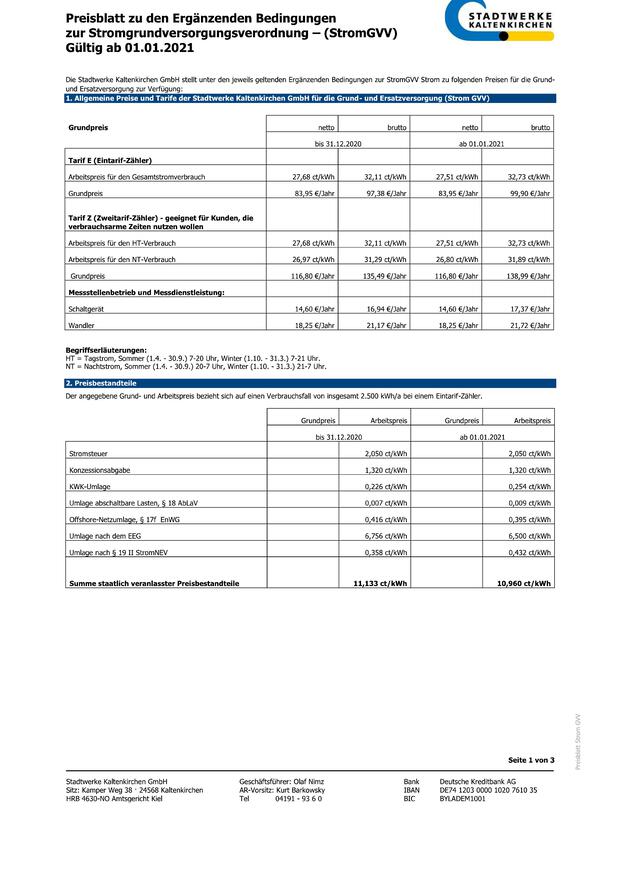 Preisblatt zu den Ergänzenden Bedingungen
zur Stromgrundversorgungsverordnung – (StromGVV)
Gültig ab 01.01.2021
STADTWERKE
KALTENKIRCHEN
Die Stadtwerke Kaltenkirchen GmbH stellt unter den jeweils geltenden Ergänzenden Bedingungen zur StromGVV Strom zu folgenden Preisen für die Grund-
und Ersatzversorgung zur Verfügung:
1. Allgemeine Preise und Tarife der Stadtwerke Kaltenkirchen GmbH für die Grund- und Ersatzversorgung (Strom GVV)
Grundpreis netto brutto netto brutto
bis 31.12.2020 ab 01.01.2021
Tarif E (Eintarif-Zähler)
Arbeitspreis für den Gesamtstromverbrauch 27,68 ct/kWh 32,11 ct/kWh 27,51 ct/kWh 32,73 ct/kWh
Grundpreis 83,95 €/Jahr 97,38 €/Jahr 83,95 €/Jahr 99,90 €/Jahr
Tarif Z (Zweitarif-Zähler) - geeignet für Kunden, die
verbrauchsarme Zeiten nutzen wollen
Arbeitspreis für den HT-Verbrauch 27,68 ct/kWh 32,11 ct/kWh 27,51 ct/kWh 32,73 ct/kWh
Arbeitspreis für den NT-Verbrauch 26,97 ct/kWh 31,29 ct/kWh 26,80 ct/kWh 31,89 ct/kWh
Grundpreis 116,80 €/Jahr 135,49 €/Jahr 116,80 €/Jahr 138,99 €/Jahr
Messstellenbetrieb und Messdienstleistung:
Schaltgerät 14,60 €/Jahr 16,94 €/Jahr 14,60 €/Jahr 17,37 €/Jahr
Wandler 18,25 €/Jahr 21,17 €/Jahr 18,25 €/Jahr 21,72 €/Jahr
Begriffserläuterungen:
HT = Tagstrom, Sommer (1.4. - 30.9.) 7-20 Uhr, Winter (1.10. - 31.3.) 7-21 Uhr.
NT = Nachtstrom, Sommer (1.4. - 30.9.) 20-7 Uhr, Winter (1.10. - 31.3.) 21-7 Uhr.
2. Preisbestandteile
Der angegebene Grund- und Arbeitspreis bezieht sich auf einen Verbrauchsfall von insgesamt 2.500 kWh/a bei einem Eintarif-Zähler.
Grundpreis Arbeitspreis Grundpreis Arbeitspreis
bis 31.12.2020 ab 01.01.2021
Stromsteuer 2,050 ct/kWh 2,050 ct/kWh
Konzessionsabgabe 1,320 ct/kWh 1,320 ct/kWh
KWK-Umlage 0,226 ct/kWh 0,254 ct/kWh
Umlage abschaltbare Lasten, § 18 AbLaV 0,007 ct/kWh 0,009 ct/kWh
Offshore-Netzumlage, § 17f EnWG 0,416 ct/kWh 0,395 ct/kWh
Umlage nach dem EEG 6,756 ct/kWh 6,500 ct/kWh
Umlage nach § 19 II StromNEV 0,358 ct/kWh 0,432 ct/kWh
Summe staatlich veranlasster Preisbestandteile 11,133 ct/kWh 10,960 ct/kWh
Preisblatt Strom GVV
Seite 1 von 3
Stadtwerke Kaltenkirchen GmbH Geschäftsführer: Olaf Nimz Bank Deutsche Kreditbank AG
Sitz: Kamper Weg 38 · 24568 Kaltenkirchen AR-Vorsitz: Kurt Barkowsky IBAN DE74 1203 0000 1020 7610 35
HRB 4630-NO Amtsgericht Kiel Tel 04191 - 93 6 0 BIC BYLADEM1001